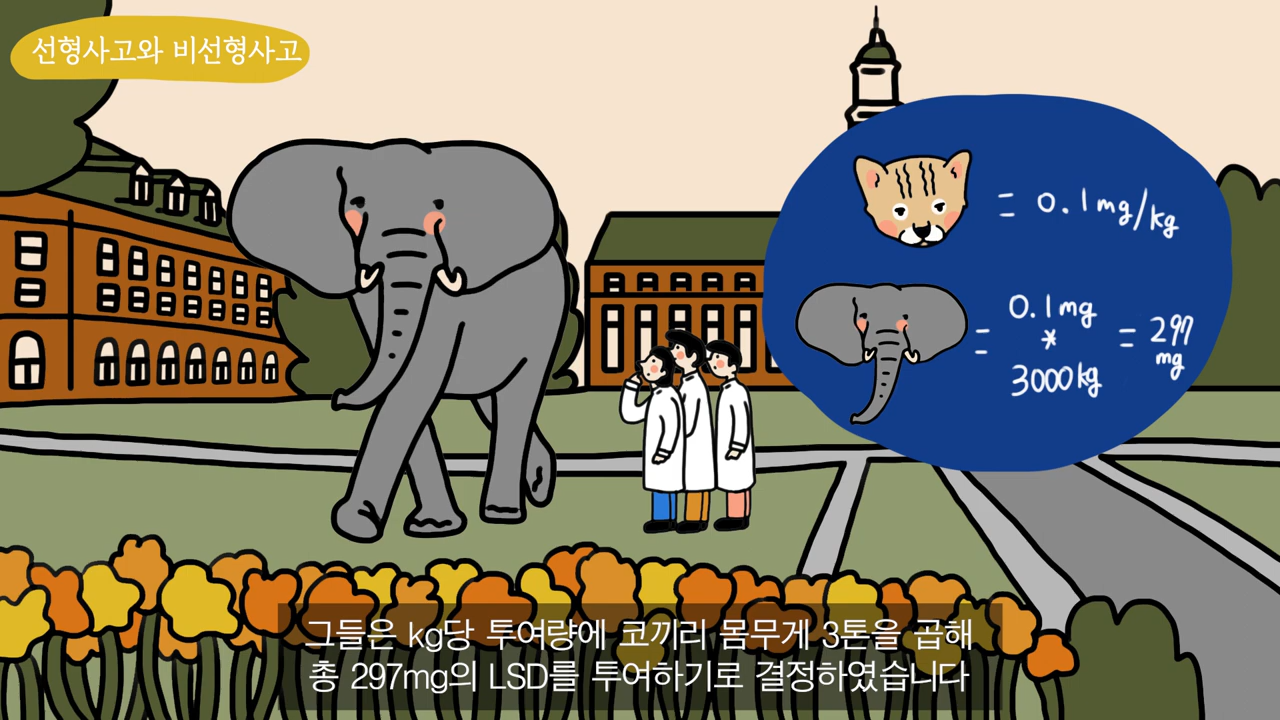 선형사고와 비선형사고
= 0.1mg/kg
= 0.1mg * 3000kg = 297mg
그들은 kg당 투여량에 코끼리 몸무게 3톤을 곱해
총 297mg의 LSD를 투여하기로 결정하였습니다